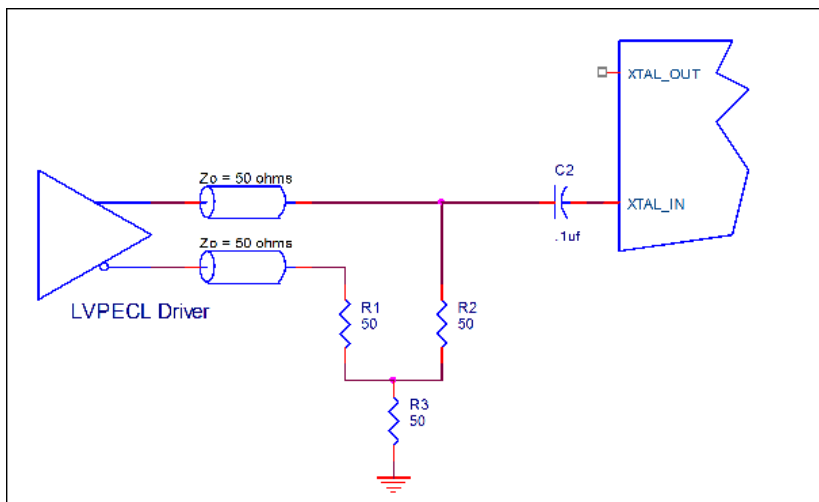 XTAL_OUT
Zo = 50 ohms
C2
XTAL_IN
.1uf
Zo = 50 ohms
LVPECL Driver
R1
50
R2
50
R3
50